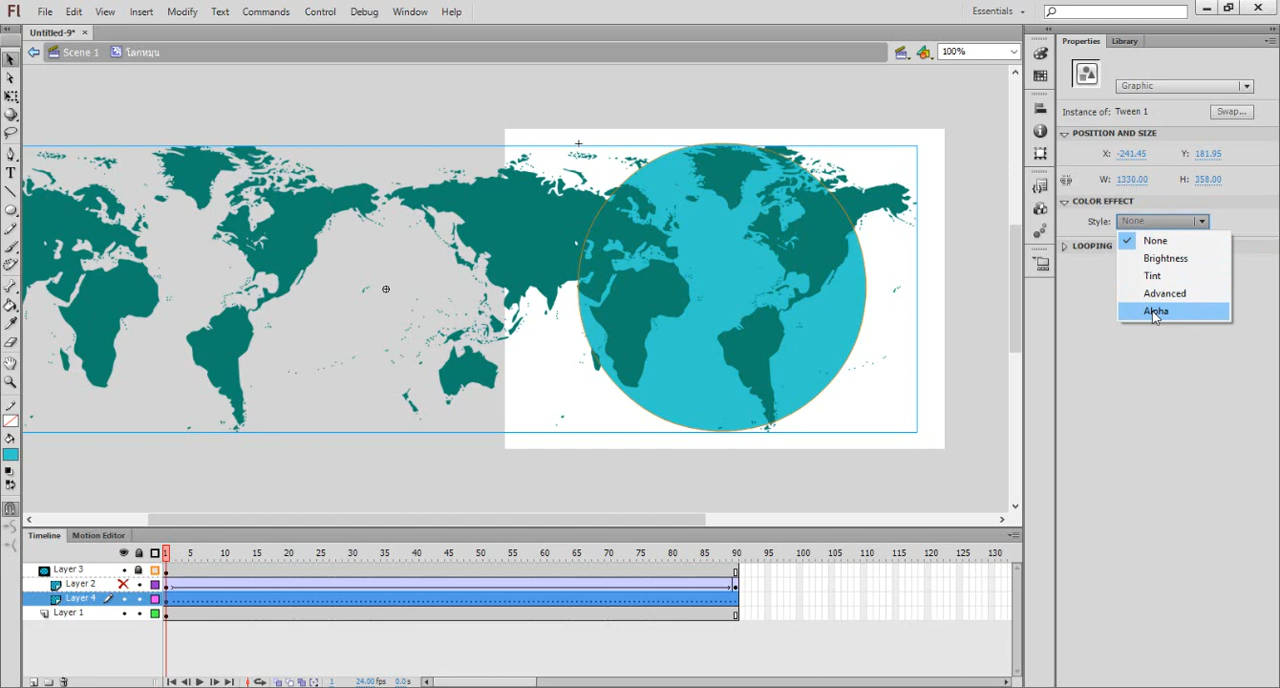 Fl File Edit View Insert Modify Text Commands Control Debug Window Help Essentials
Untitled-9*
Scene 1 โลกหมุน 100%
Properties Library
Graphic
Instance of: Tween 1 Swap...
POSITION AND SIZE
X: -241.45 Y: 181.95
W: 1330.00 H: 358.00
COLOR EFFECT
Style: None
None
LOOPING
Brightness
Tint
Advanced
Alpha
Timeline Motion Editor
1 5 10 15 20 25 30 35 40 45 50 55 60 65 70 75 80 85 90 95 100 105 110 115 120 125 130
Layer 3
Layer 2
Layer 4
Layer 1
1 24.00 fps 0.0 s